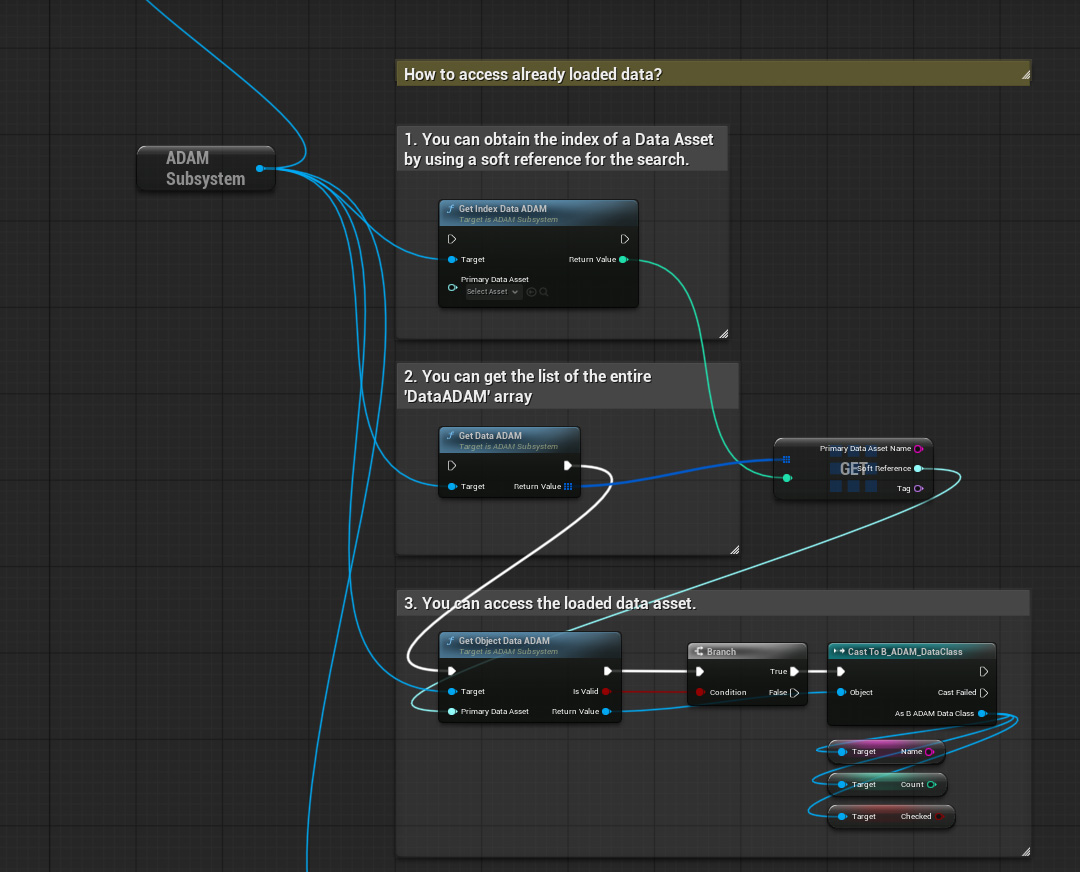 How to access already loaded data?
1. You can obtain the index of a Data Asset
by using a soft reference for the search.
ADAM
Subsystem
Get Index Data ADAM
Target is ADAM Subsystem
Target
Return Value
Primary Data Asset
Select Asset
2. You can get the list of the entire
'DataADAM' array
Get Data ADAM
Target is ADAM Subsystem
Target
Return Value
Primary Data Asset Name
GET
Soft Reference
Tag
3. You can access the loaded data asset.
Get Object Data ADAM
Target is ADAM Subsystem
Target
Is Valid
Primary Data Asset
Return Value
Branch
True
Condition
False
Cast To B_ADAM_DataClass
Object
Cast Failed
As B ADAM Data Class
Target Name
Target Count
Target Checked